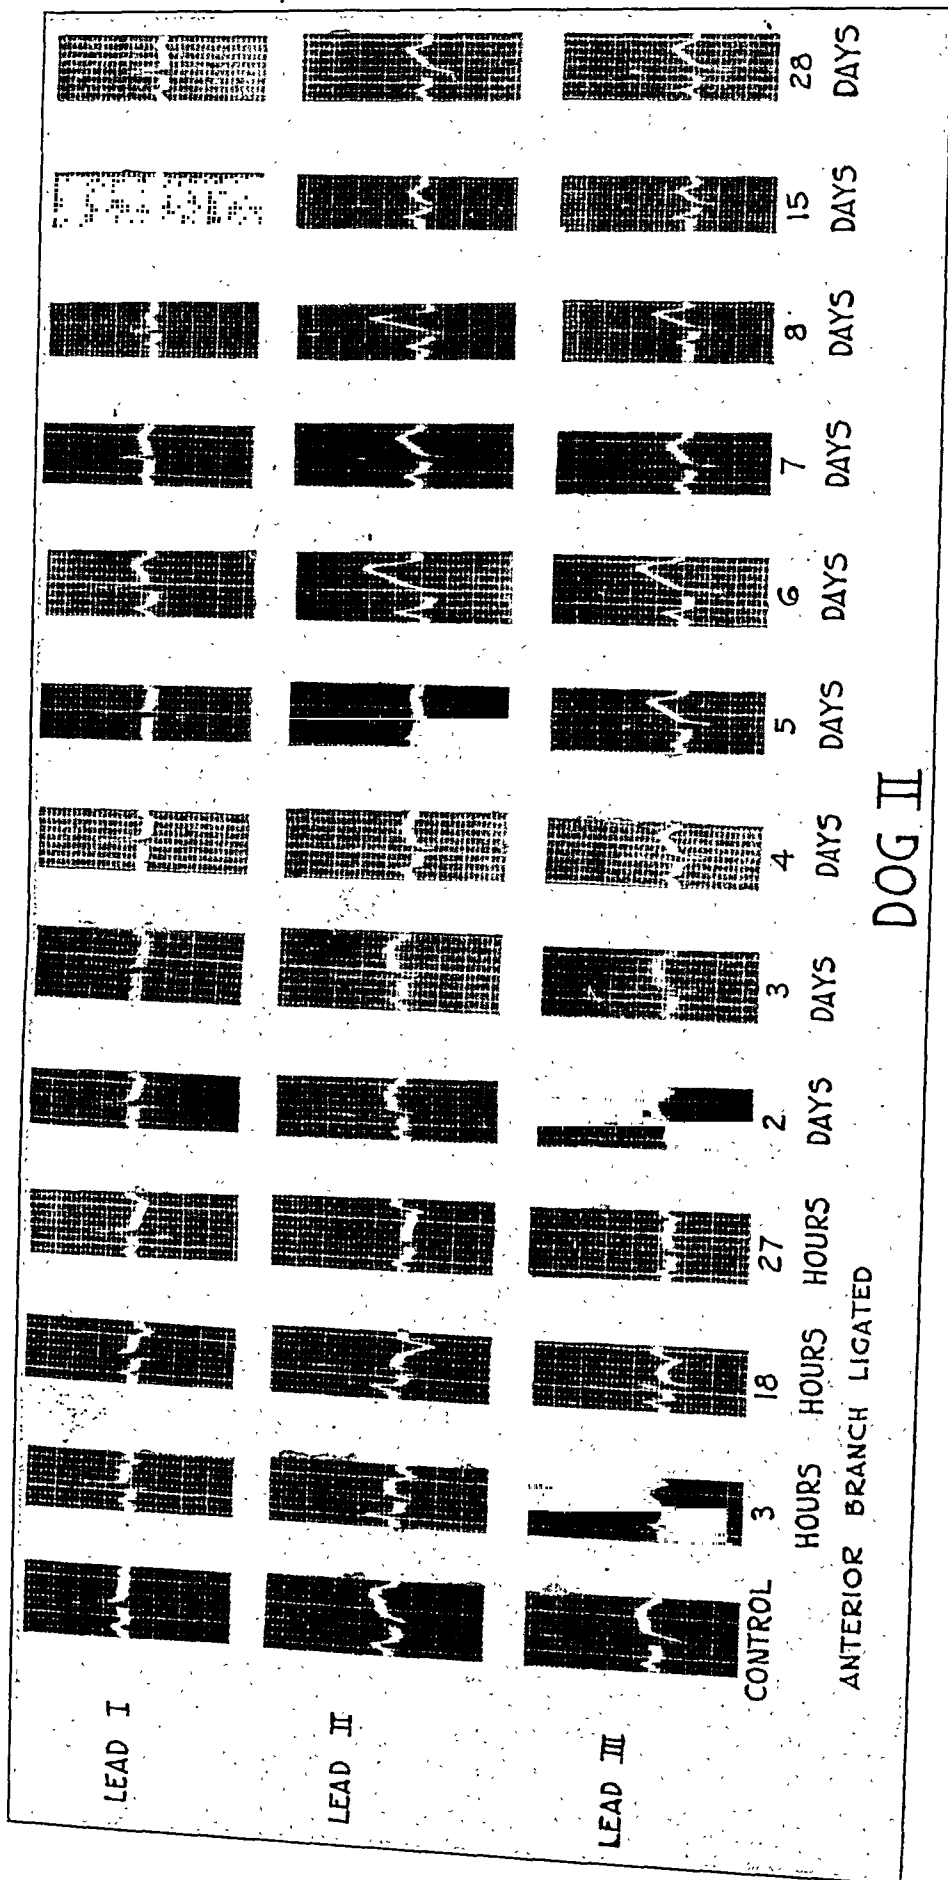 LEAD I
LEAD II
LEAD III
CONTROL
3 HOURS
18 HOURS
27 HOURS
2 DAYS
3 DAYS
4 DAYS
5 DAYS
6 DAYS
7 DAYS
8 DAYS
15 DAYS
28 DAYS
ANTERIOR BRANCH LIGATED
DOG II